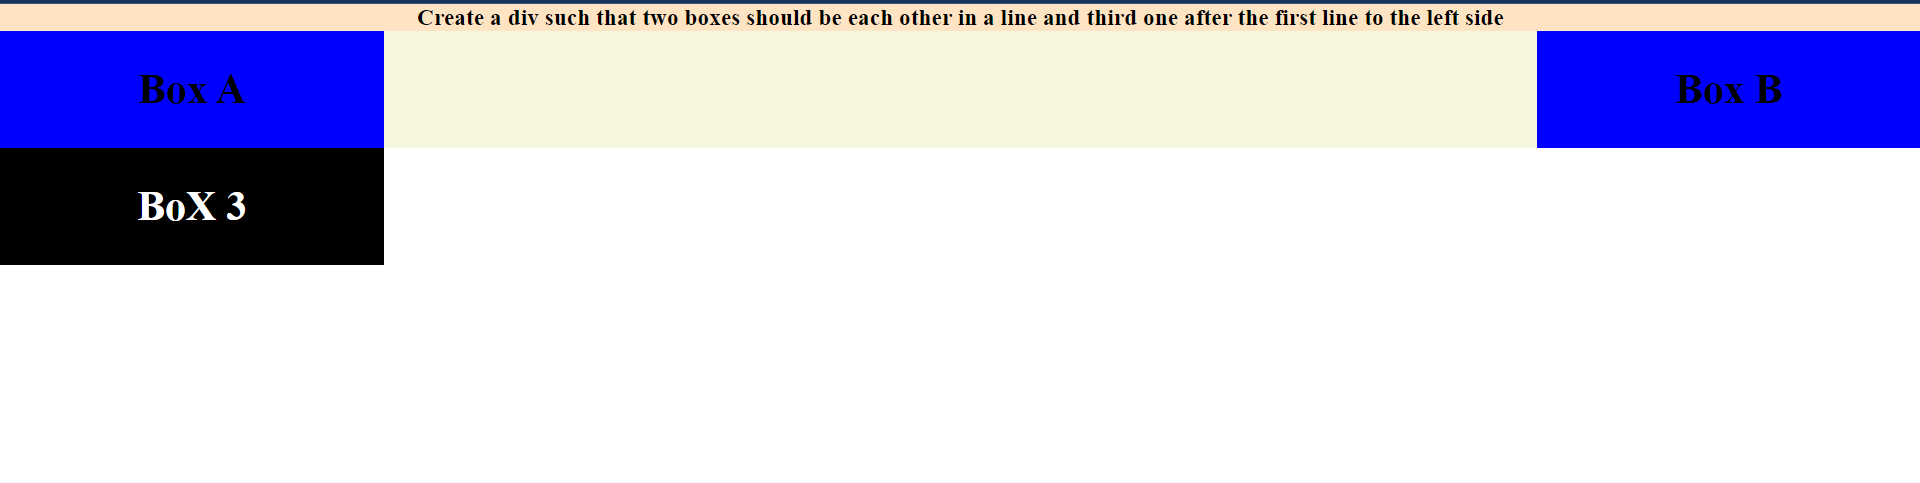 Create a div such that two boxes should be each other in a line and third one after the first line to the left side
Box A
Box B
BoX 3